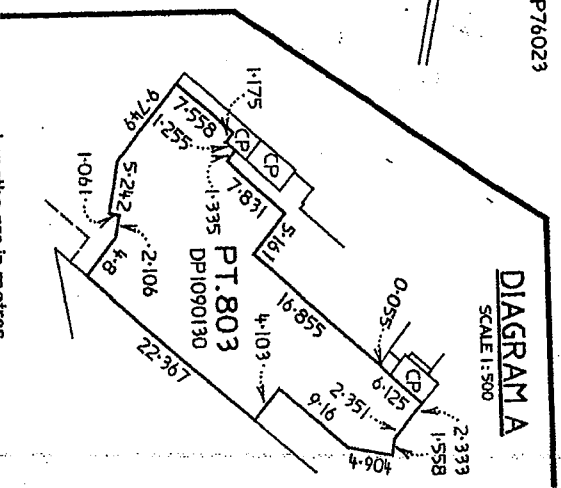 P76023
DIAGRAM A
SCALE 1:500
1·175
CP
CP
7·558
1·255
1·335
7·831
5·161
9·749
5·242
1·061
2·106
4·8
PT.803
DP1090130
16·855
0·055
CP
6·125
2·333
1·558
2·351
9·16
4·904
4·103
22·367
in metres